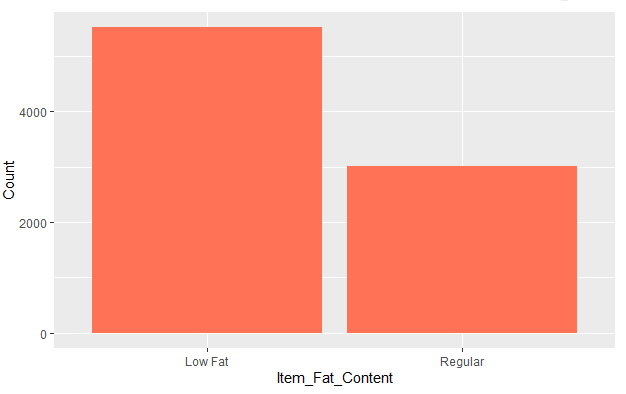 4000
2000
0
Count
Low Fat
Regular
Item_Fat_Content